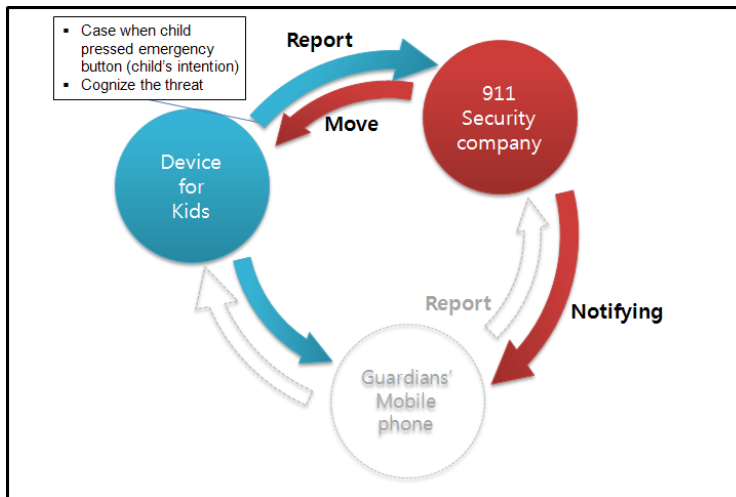 ▪ Case when child
pressed emergency
button (child's intention)
▪ Cognize the threat
Report
Move
911
Security
company
Device
for
Kids
Report
Notifying
Guardians'
Mobile
phone